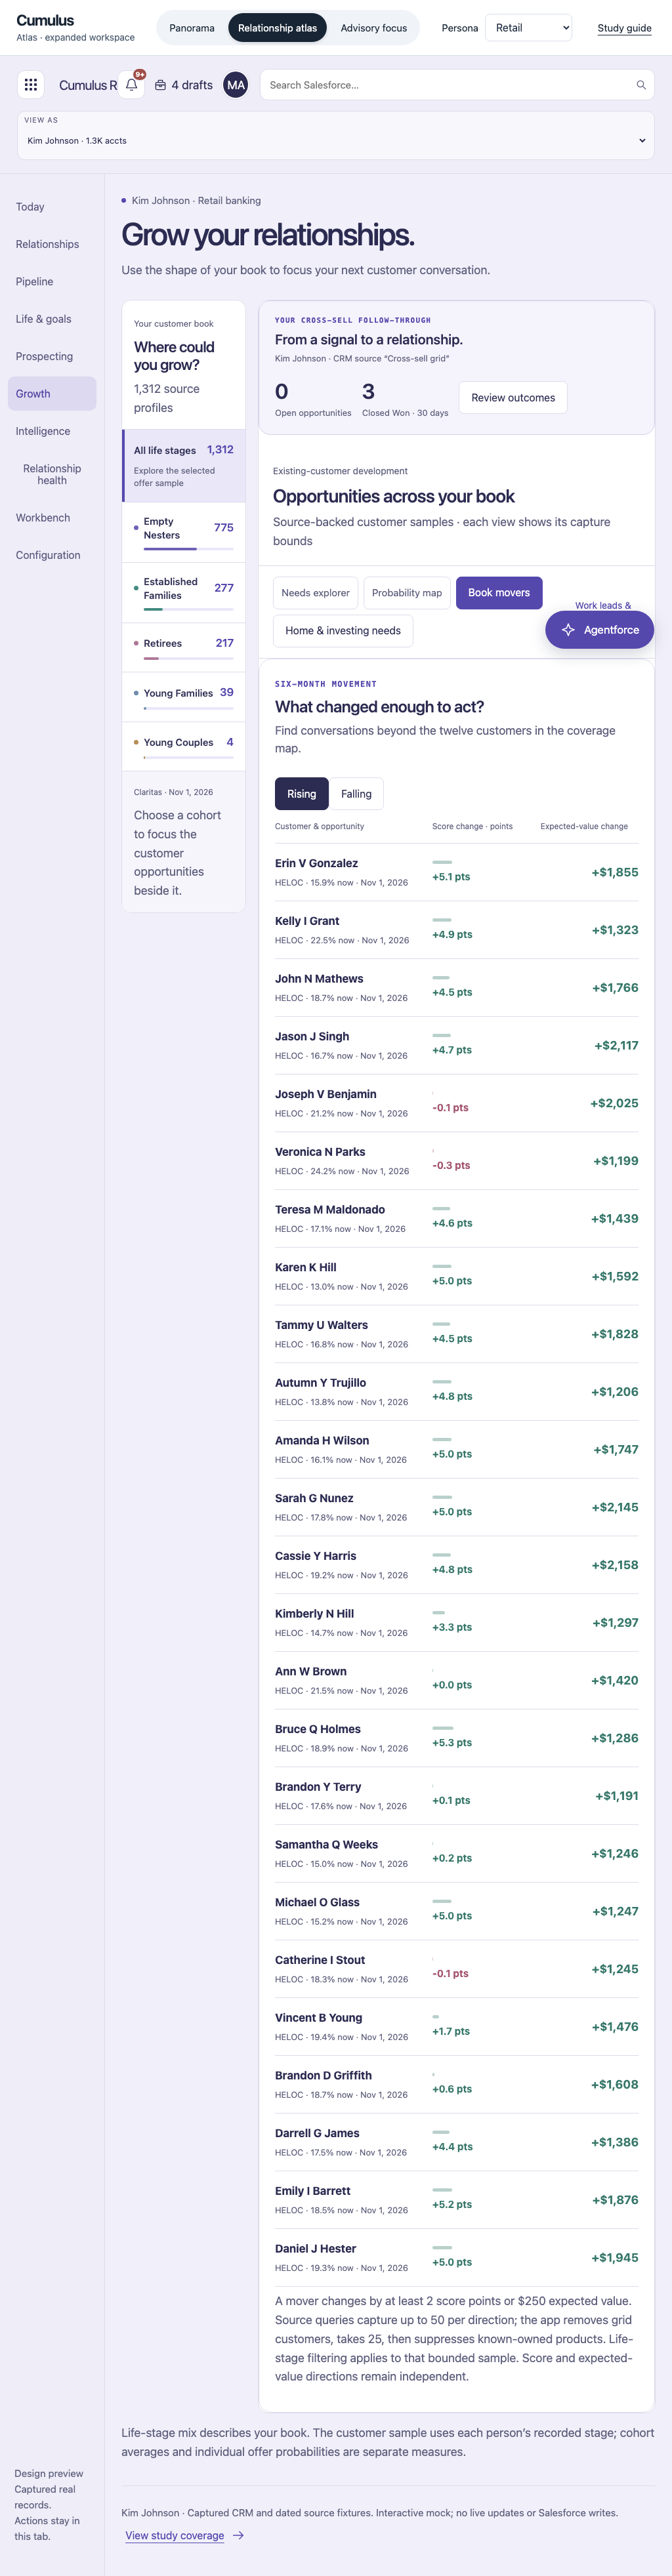 Cumulus
Atlas · expanded workspace
Panorama
Relationship atlas
Advisory focus
Persona
Retail
Study guide
Cumulus R
9+
4 drafts
MA
Search Salesforce...
VIEW AS
Kim Johnson · 1.3K accts
Today
Relationships
Pipeline
Life & goals
Prospecting
Growth
Intelligence
Relationship
health
Workbench
Configuration
Kim Johnson · Retail banking
Grow your relationships.
Use the shape of your book to focus your next customer conversation.
Your customer book
Where could
you grow?
1,312 source
profiles
All life stages 1,312
Explore the selected
offer sample
Empty
Nesters
775
Established
Families
277
Retirees 217
Young Families 39
Young Couples 4
Claritas · Nov 1, 2026
Choose a cohort
to focus the
customer
opportunities
beside it.
YOUR CROSS-SELL FOLLOW-THROUGH
From a signal to a relationship.
Kim Johnson · CRM source “Cross-sell grid”
0
Open opportunities
3
Closed Won · 30 days
Review outcomes
Existing-customer development
Opportunities across your book
Source-backed customer samples · each view shows its capture
bounds
Needs explorer
Probability map
Book movers
Home & investing needs
Work leads &
Agentforce
SIX-MONTH MOVEMENT
What changed enough to act?
Find conversations beyond the twelve customers in the coverage
map.
Rising
Falling
Customer & opportunity
Score change · points
Expected-value change
Erin V Gonzalez
HELOC · 15.9% now · Nov 1, 2026
+5.1 pts
+$1,855
Kelly I Grant
HELOC · 22.5% now · Nov 1, 2026
+4.9 pts
+$1,323
John N Mathews
HELOC · 18.7% now · Nov 1, 2026
+4.5 pts
+$1,766
Jason J Singh
HELOC · 16.7% now · Nov 1, 2026
+4.7 pts
+$2,117
Joseph V Benjamin
HELOC · 21.2% now · Nov 1, 2026
-0.1 pts
+$2,025
Veronica N Parks
HELOC · 24.2% now · Nov 1, 2026
-0.3 pts
+$1,199
Teresa M Maldonado
HELOC · 17.1% now · Nov 1, 2026
+4.6 pts
+$1,439
Karen K Hill
HELOC · 13.0% now · Nov 1, 2026
+5.0 pts
+$1,592
Tammy U Walters
HELOC · 16.8% now · Nov 1, 2026
+4.5 pts
+$1,828
Autumn Y Trujillo
HELOC · 13.8% now · Nov 1, 2026
+4.8 pts
+$1,206
Amanda H Wilson
HELOC · 16.1% now · Nov 1, 2026
+5.0 pts
+$1,747
Sarah G Nunez
HELOC · 17.8% now · Nov 1, 2026
+5.0 pts
+$2,145
Cassie Y Harris
HELOC · 19.2% now · Nov 1, 2026
+4.8 pts
+$2,158
Kimberly N Hill
HELOC · 14.7% now · Nov 1, 2026
+3.3 pts
+$1,297
Ann W Brown
HELOC · 21.5% now · Nov 1, 2026
+0.0 pts
+$1,420
Bruce Q Holmes
HELOC · 18.9% now · Nov 1, 2026
+5.3 pts
+$1,286
Brandon Y Terry
HELOC · 17.6% now · Nov 1, 2026
+0.1 pts
+$1,191
Samantha Q Weeks
HELOC · 15.0% now · Nov 1, 2026
+0.2 pts
+$1,246
Michael O Glass
HELOC · 15.2% now · Nov 1, 2026
+5.0 pts
+$1,247
Catherine I Stout
HELOC · 18.3% now · Nov 1, 2026
-0.1 pts
+$1,245
Vincent B Young
HELOC · 19.4% now · Nov 1, 2026
+1.7 pts
+$1,476
Brandon D Griffith
HELOC · 18.7% now · Nov 1, 2026
+0.6 pts
+$1,608
Darrell G James
HELOC · 17.5% now · Nov 1, 2026
+4.4 pts
+$1,386
Emily I Barrett
HELOC · 18.5% now · Nov 1, 2026
+5.2 pts
+$1,876
Daniel J Hester
HELOC · 19.3% now · Nov 1, 2026
+5.0 pts
+$1,945
A mover changes by at least 2 score points or $250 expected value.
Source queries capture up to 50 per direction; the app removes grid
customers, takes 25, then suppresses known-owned products. Life-
stage filtering applies to that bounded sample. Score and expected-
value directions remain independent.
Life-stage mix describes your book. The customer sample uses each person’s recorded stage; cohort
averages and individual offer probabilities are separate measures.
Design preview
Captured real
records.
Actions stay in
this tab.
Kim Johnson · Captured CRM and dated source fixtures. Interactive mock; no live updates or Salesforce writes.
View study coverage